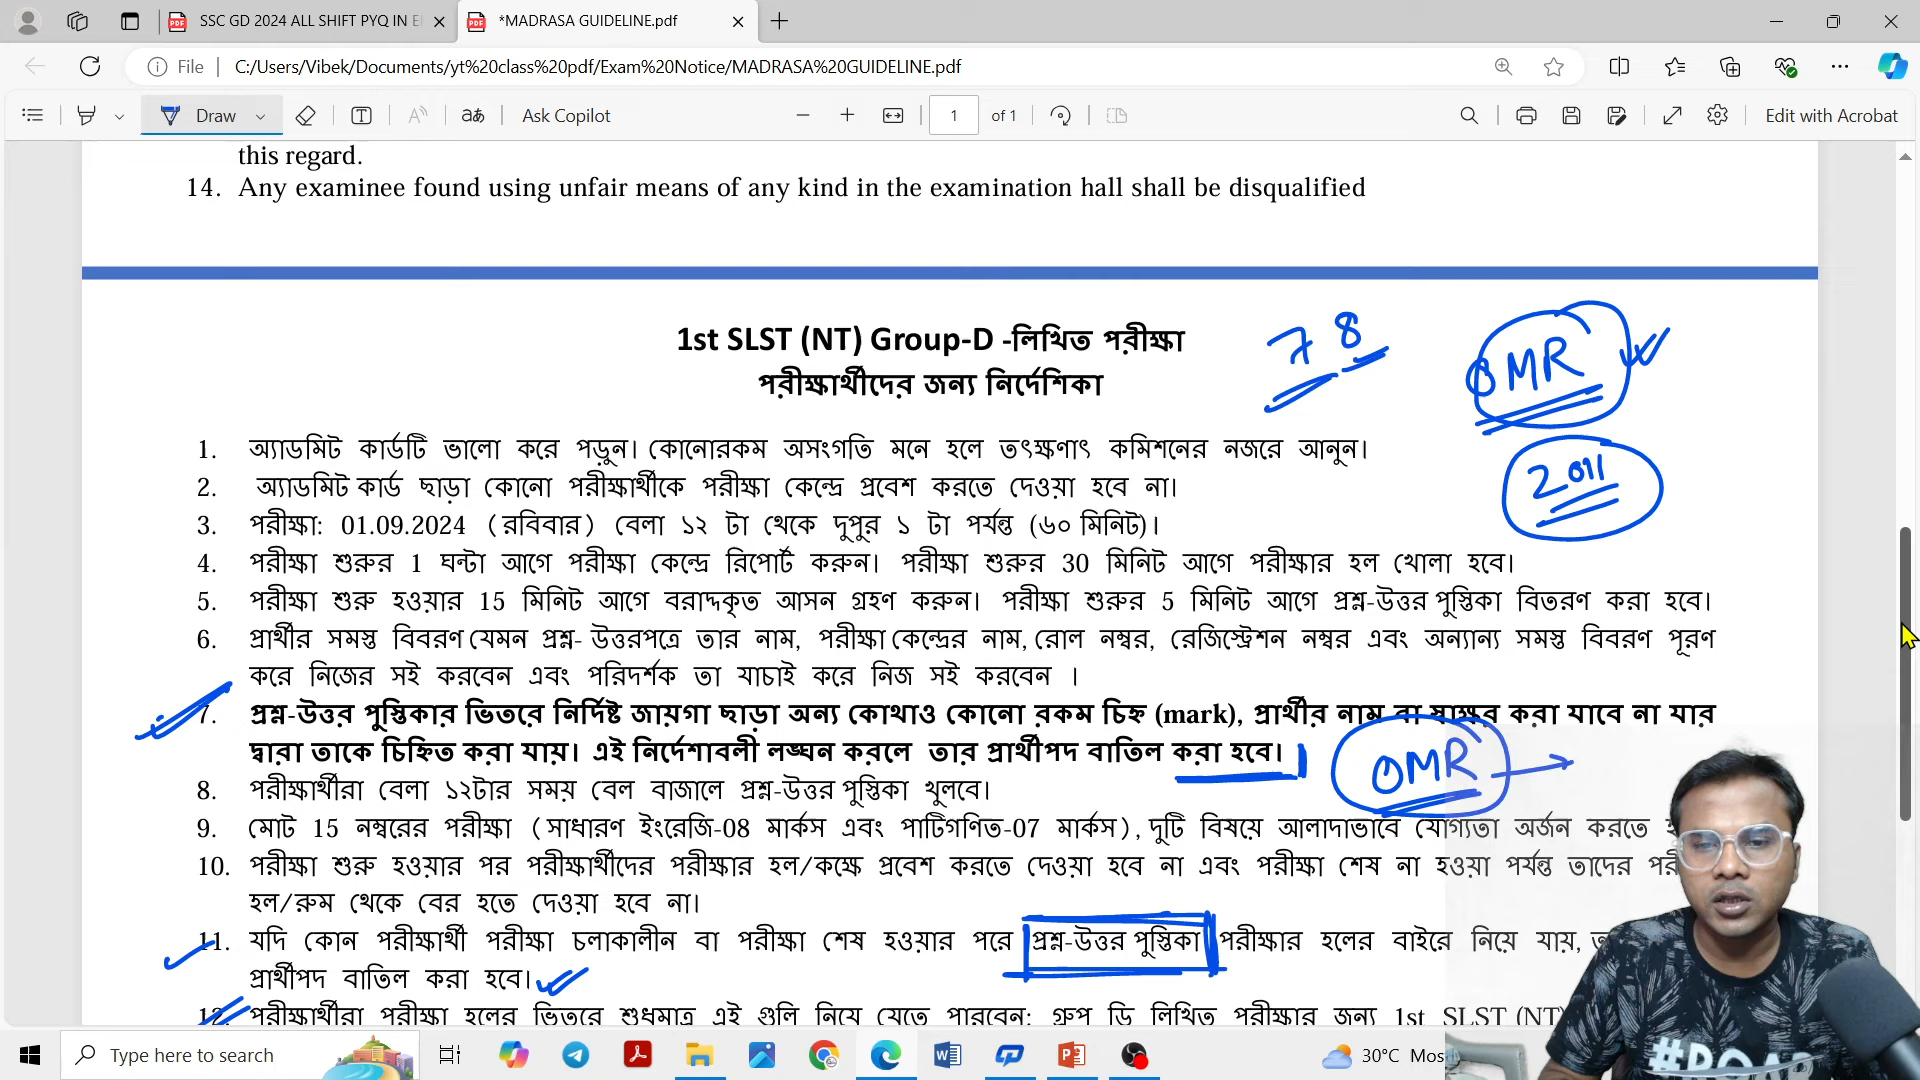 SSC GD 2024 ALL SHIFT PYQ IN E
*MADRASA GUIDELINE.pdf
File
C:/Users/Vibek/Documents/yt%20class%20pdf/Exam%20Notice/MADRASA%20GUIDELINE.pdf
Draw
Ask Copilot
1 of 1
Edit with Acrobat
this regard.
14. Any examinee found using unfair means of any kind in the examination hall shall be disqualified
1st SLST (NT) Group-D -লিখিত পরীক্ষা
পরীক্ষার্থীদের জন্য নির্দেশিকা
7 8
OMR
2011
1. অ্যাডমিট কার্ডটি ভালো করে পড়ুন। কোনোরকম অসংগতি মনে হলে তৎক্ষণাৎ কমিশনের নজরে আনুন।
2. অ্যাডমিট কার্ড ছাড়া কোনো পরীক্ষার্থীকে পরীক্ষা কেন্দ্রে প্রবেশ করতে দেওয়া হবে না।
3. পরীক্ষা: 01.09.2024 (রবিবার) বেলা ১২ টা থেকে দুপুর ১ টা পর্যন্ত (৬০ মিনিট)।
4. পরীক্ষা শুরুর 1 ঘন্টা আগে পরীক্ষা কেন্দ্রে রিপোর্ট করুন। পরীক্ষা শুরুর 30 মিনিট আগে পরীক্ষার হল খোলা হবে।
5. পরীক্ষা শুরু হওয়ার 15 মিনিট আগে বরাদ্দকৃত আসন গ্রহণ করুন। পরীক্ষা শুরুর 5 মিনিট আগে প্রশ্ন-উত্তর পুস্তিকা বিতরণ করা হবে।
6. প্রার্থীর সমস্ত বিবরণ যেমন প্রশ্ন- উত্তরপত্রে তার নাম, পরীক্ষা কেন্দ্রের নাম, রোল নম্বর, রেজিস্ট্রেশন নম্বর এবং অন্যান্য সমস্ত বিবরণ পূরণ
করে নিজের সই করবেন এবং পরিদর্শক তা যাচাই করে নিজ সই করবেন ।
7. প্রশ্ন-উত্তর পুস্তিকার ভিতরে নির্দিষ্ট জায়গা ছাড়া অন্য কোথাও কোনো রকম চিহ্ন (mark), প্রার্থীর নাম বা স্বাক্ষর করা যাবে না যার
দ্বারা তাকে চিহ্নিত করা যায়। এই নির্দেশাবলী লঙ্ঘন করলে তার প্রার্থীপদ বাতিল করা হবে।
OMR
8. পরীক্ষার্থীরা বেলা ১২টার সময় বেল বাজালে প্রশ্ন-উত্তর পুস্তিকা খুলবে।
9. মোট 15 নম্বরের পরীক্ষা (সাধারণ ইংরেজি-08 মার্কস এবং পাটিগণিত-07 মার্কস), দুটি বিষয়ে আলাদাভাবে যোগ্যতা অর্জন করতে
10. পরীক্ষা শুরু হওয়ার পর পরীক্ষার্থীদের পরীক্ষার হল/কক্ষে প্রবেশ করতে দেওয়া হবে না এবং পরীক্ষা শেষ না হওয়া পর্যন্ত তাদের
হল/রুম থেকে বের হতে দেওয়া হবে না।
11. যদি কোন পরীক্ষার্থী পরীক্ষা চলাকালীন বা পরীক্ষা শেষ হওয়ার পরে প্রশ্ন-উত্তর পুস্তিকা পরীক্ষার হলের বাইরে নিয়ে যায়,
প্রার্থীপদ বাতিল করা হবে।
12. পরীক্ষার্থীরা পরীক্ষা হলের ভিতরে শুধুমাত্র এই গুলি নিয়ে যেতে পারবেন: গ্রুপ ডি লিখিত পরীক্ষার জন্য 1st SLST (NT)
Type here to search
30°C